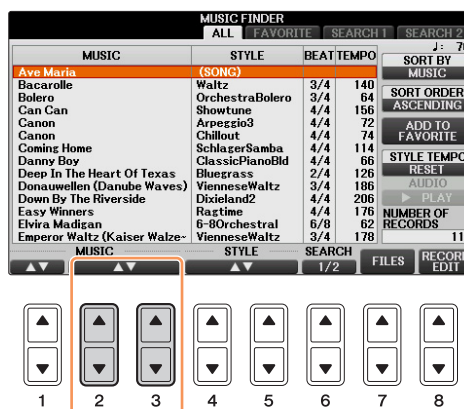 MUSIC FINDER
ALL FAVORITE SEARCH 1 SEARCH 2
MUSIC STYLE BEAT TEMPO
Ave Maria (SONG)
Bacarolle Waltz 3/4 140
Bolero OrchestraBolero 3/4 64
Can Can Showtune 4/4 156
Canon Arpeggio3 4/4 72
Canon Chillout 4/4 74
Coming Home SchlagerSamba 4/4 114
Danny Boy ClassicPianoBld 4/4 66
Deep In The Heart Of Texas Bluegrass 2/4 126
Donauwellen (Danube Waves) VienneseWaltz 3/4 186
Down By The Riverside Dixieland2 4/4 206
Easy Winners Ragtime 4/4 176
Elvira Madigan 6-8Orchestral 6/8 62
Emperor Waltz (Kaiser Walze~ VienneseWaltz 3/4 178
SORT BY
MUSIC
SORT ORDER
ASCENDING
ADD TO
FAVORITE
STYLE TEMPO
RESET
AUDIO
▶ PLAY
NUMBER OF
RECORDS
11
MUSIC STYLE SEARCH
▲▼ ▲▼ ▲▼ 1/2 FILES RECORD
EDIT
1 2 3 4 5 6 7 8